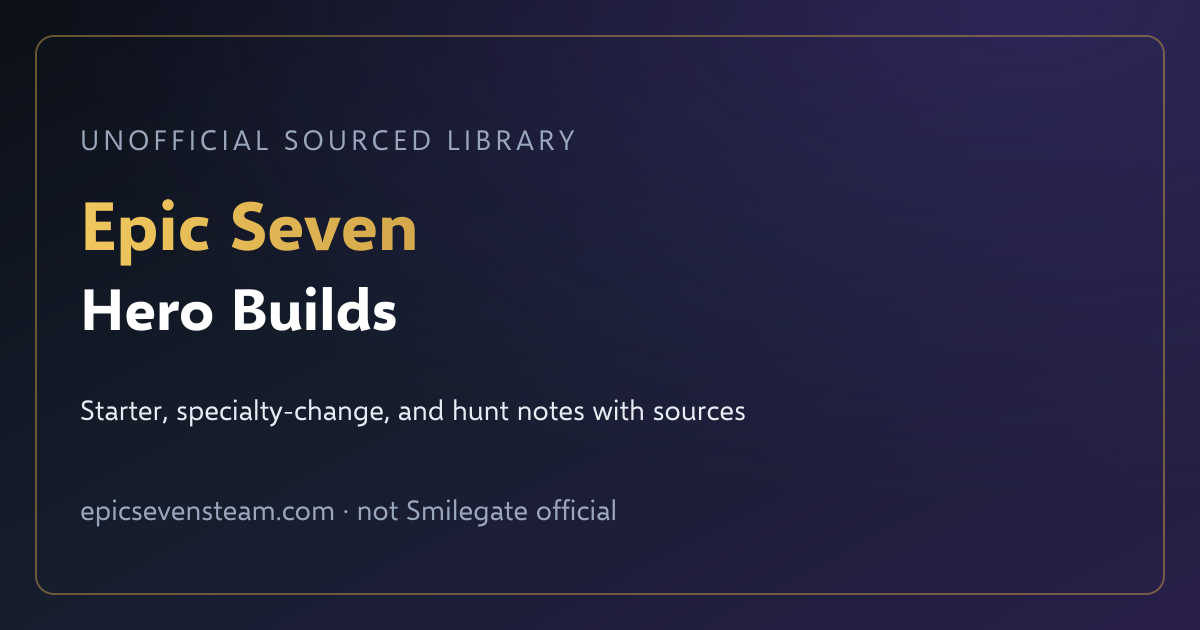 UNOFFICIAL SOURCED LIBRARY
Epic Seven
Hero Builds
Starter, specialty-change, and hunt notes with sources
epicsevensteam.com · not Smilegate official